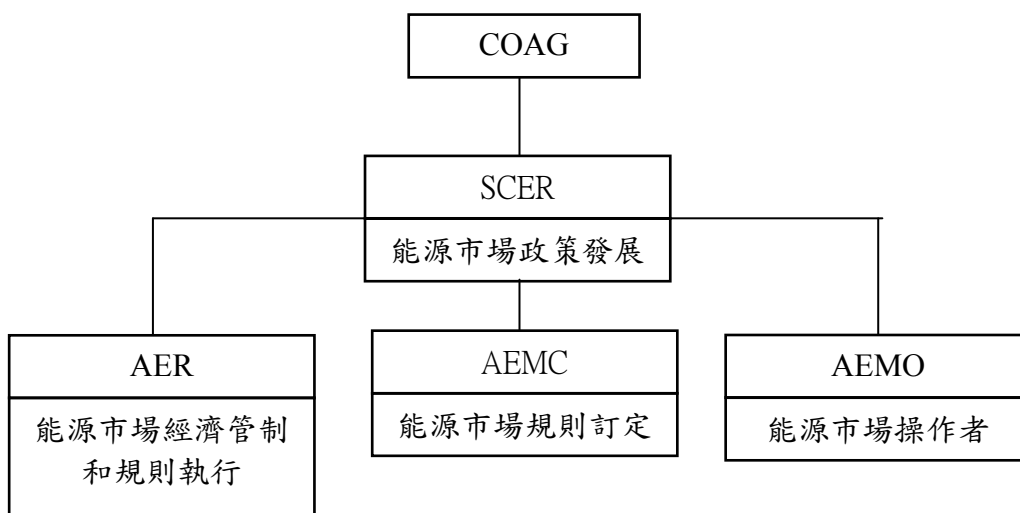 COAG
SCER
能源市場政策發展
AER
能源市場經濟管制
和規則執行
AEMC
能源市場規則訂定
AEMO
能源市場操作者